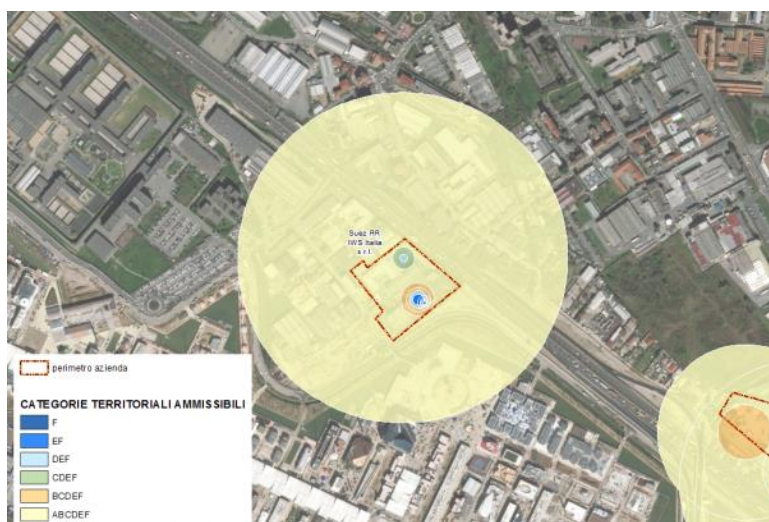 Suez RR
IWS Italia
s.r.l.
perimetro azienda
CATEGORIE TERRITORIALI AMMISSIBILI
F
EF
DEF
CDEF
BCDEF
ABCDEF